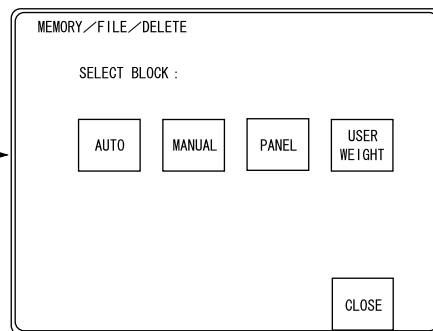 MEMORY／FILE／DELETE
SELECT BLOCK :
AUTO
MANUAL
PANEL
USER
WEIGHT
CLOSE